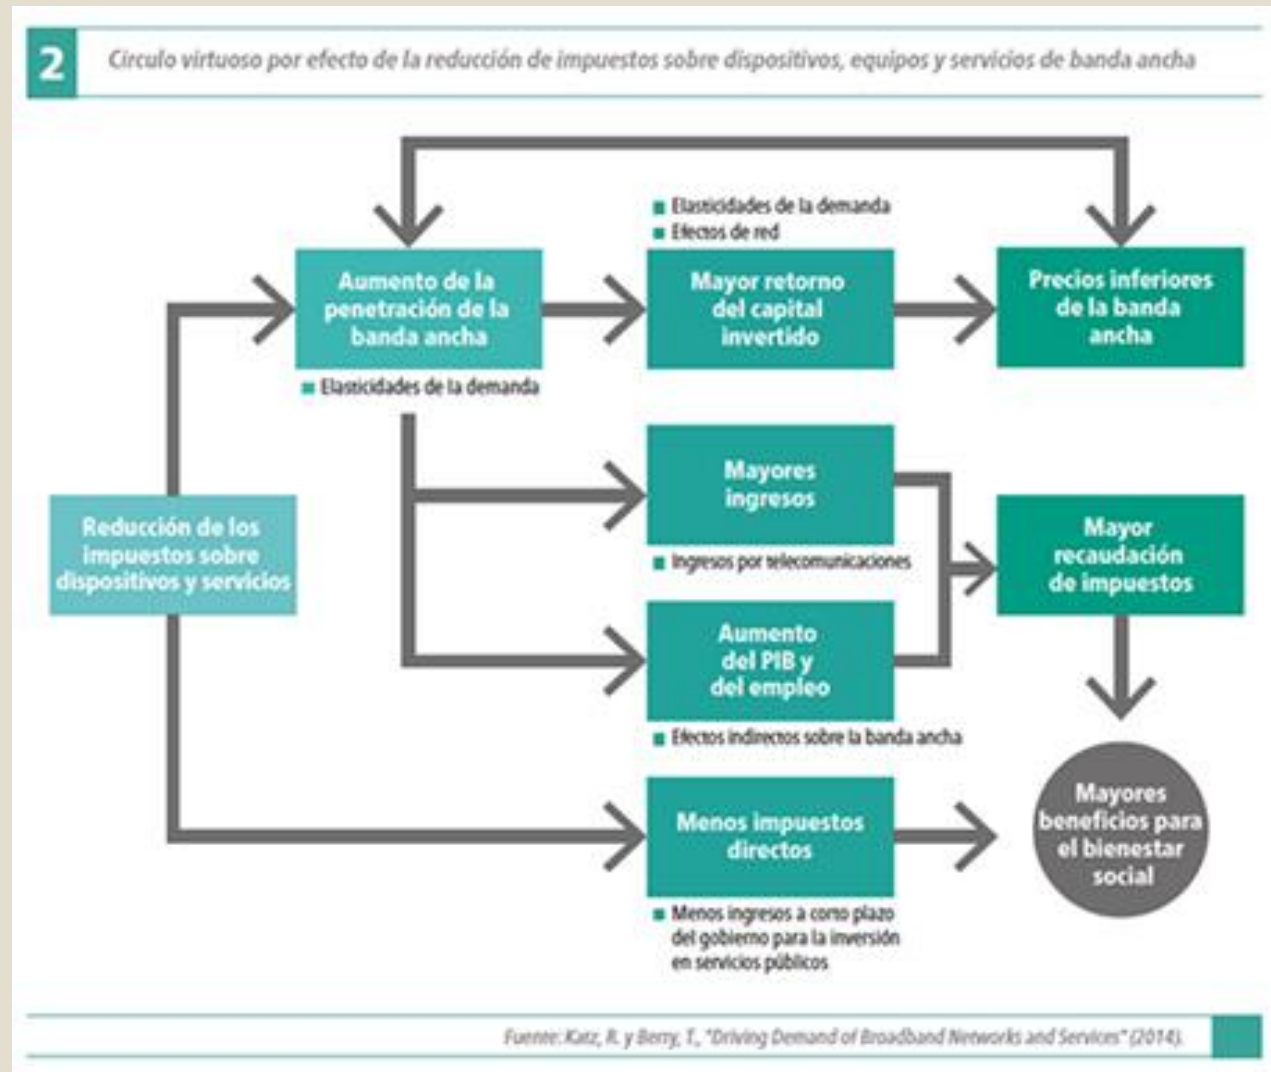 2
Círculo virtuoso por efecto de la reducción de impuestos sobre dispositivos, equipos y servicios de banda ancha
Elasticidades de la demanda
Efectos de red
Aumento de la
penetración de la
banda ancha
Mayor retorno
del capital
invertido
Precios inferiores
de la banda
ancha
Elasticidades de la demanda
Mayores
ingresos
Ingresos por telecomunicaciones
Reducción de los
impuestos sobre
dispositivos y servicios
Mayor
recaudación
de impuestos
Aumento
del PIB y
del empleo
Efectos indirectos sobre la banda ancha
Menos impuestos
directos
Mayores
beneficios para
el bienestar
social
Menos ingresos a corto plazo
del gobierno para la inversión
en servicios públicos
Fuente: Katz, R. y Berry, T., "Driving Demand of Broadband Networks and Services" (2014).